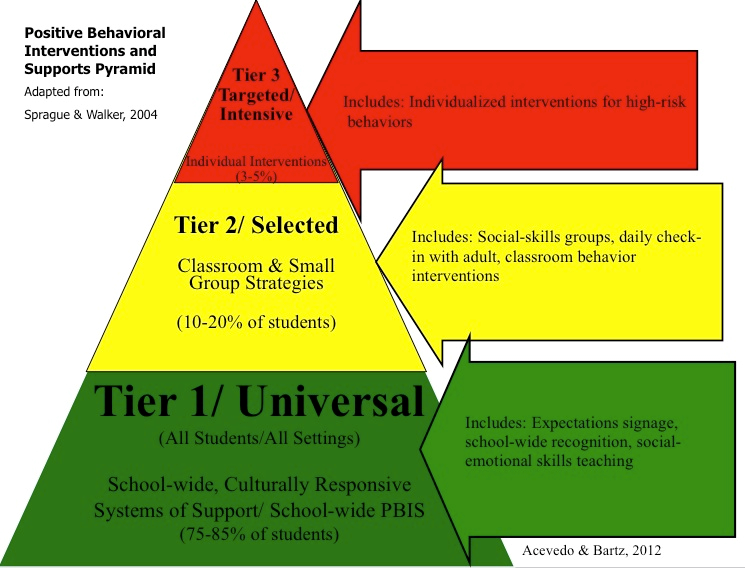 Positive Behavioral
Interventions and
Supports Pyramid
Adapted from:
Sprague & Walker, 2004
Tier 3
Targeted/
Intensive
Individual Interventions
(3-5%)
Includes: Individualized interventions for high-risk
behaviors
Tier 2/ Selected
Classroom & Small
Group Strategies
(10-20% of students)
Includes: Social-skills groups, daily check-
in with adult, classroom behavior
interventions
Tier 1/ Universal
(All Students/All Settings)
School-wide, Culturally Responsive
Systems of Support/ School-wide PBIS
(75-85% of students)
Includes: Expectations signage,
school-wide recognition, social-
emotional skills teaching
Acevedo & Bartz, 2012